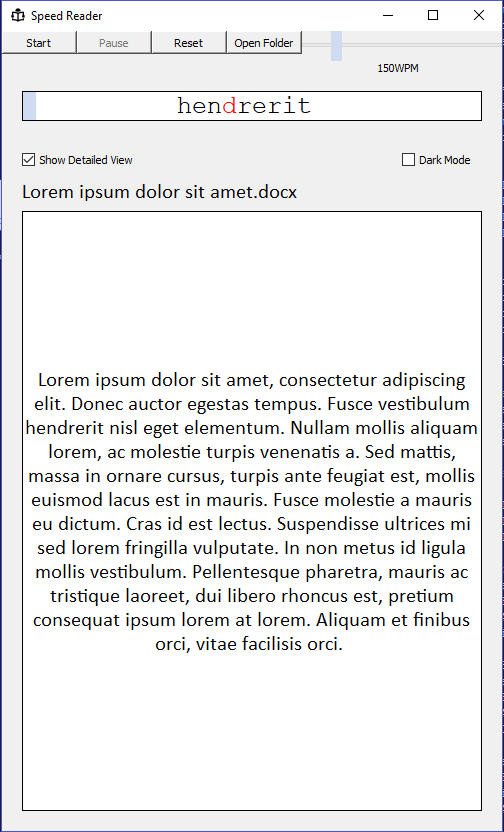 Speed Reader
Start Pause Reset Open Folder
150WPM
hendrerit
Show Detailed View Dark Mode
Lorem ipsum dolor sit amet.docx
Lorem ipsum dolor sit amet, consectetur adipiscing
elit. Donec auctor egestas tempus. Fusce vestibulum
hendrerit nisl eget elementum. Nullam mollis aliquam
lorem, ac molestie turpis venenatis a. Sed mattis,
massa in ornare cursus, turpis ante feugiat est, mollis
euismod lacus est in mauris. Fusce molestie a mauris
eu dictum. Cras id est lectus. Suspendisse ultrices mi
sed lorem fringilla vulputate. In non metus id ligula
mollis vestibulum. Pellentesque pharetra, mauris ac
tristique laoreet, dui libero rhoncus est, pretium
consequat ipsum lorem at lorem. Aliquam et finibus
orci, vitae facilisis orci.